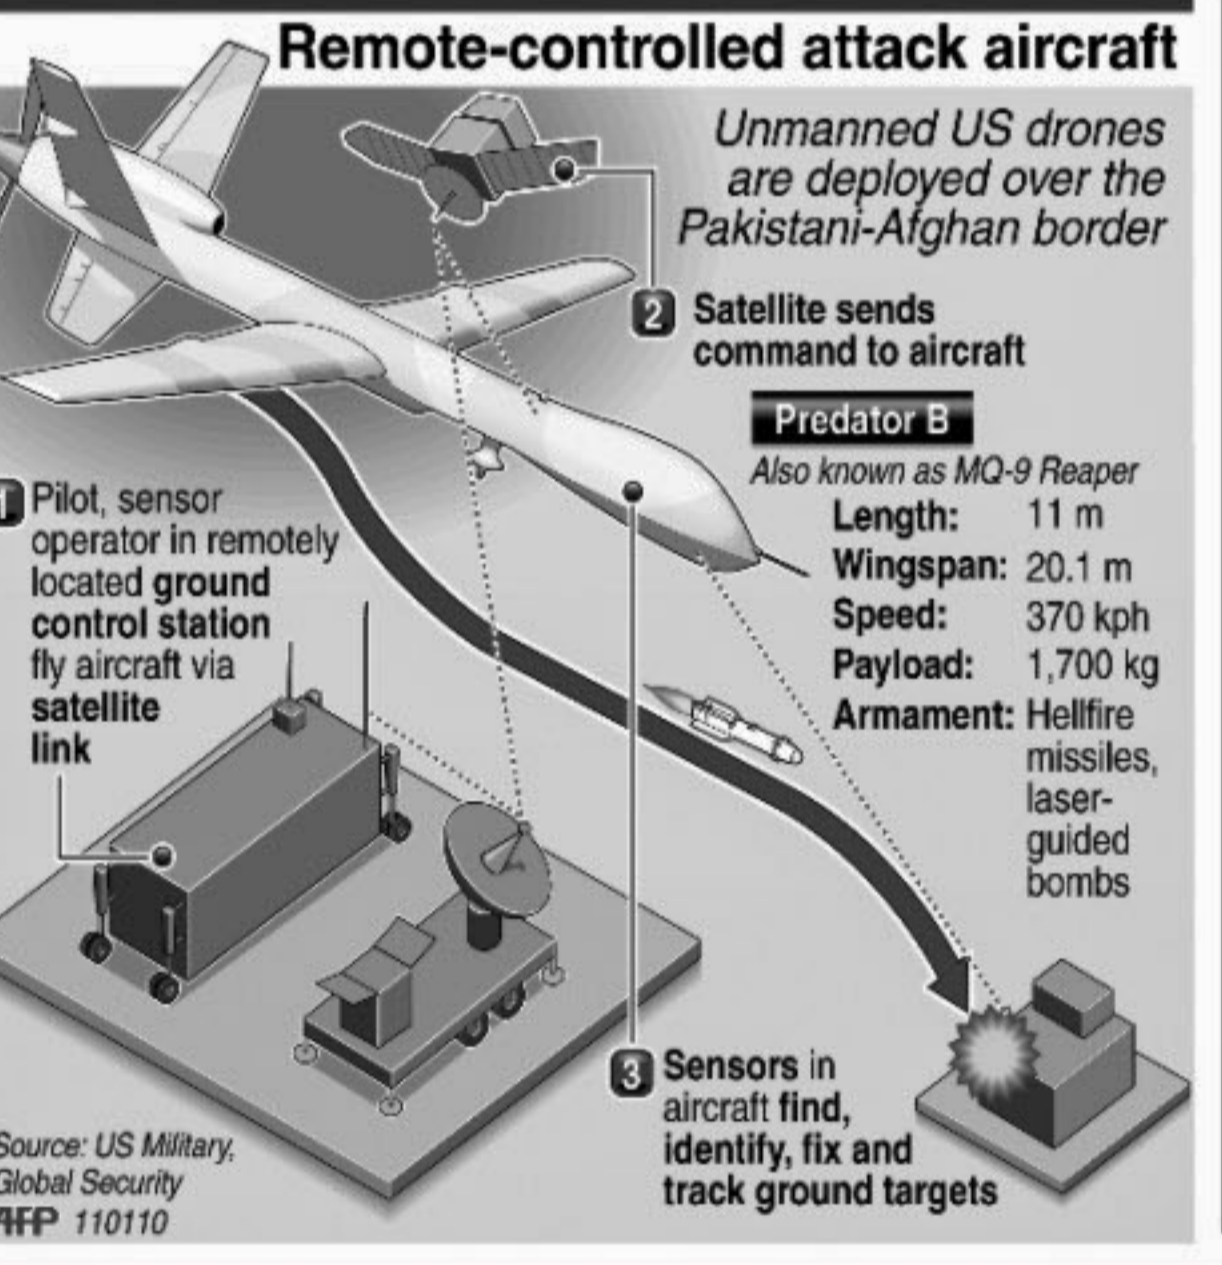 Remote-controlled attack aircraft
Unmanned US drones
are deployed over the
Pakistani-Afghan border
2 Satellite sends
command to aircraft
Predator B
Also known as MQ-9 Reaper
Length: 11 m
Wingspan: 20.1 m
Speed: 370 kph
Payload: 1,700 kg
Armament: Hellfire
missiles,
laser-
guided
bombs
1 Pilot, sensor
operator in remotely
located ground
control station
fly aircraft via
satellite
link
3 Sensors in
aircraft find,
identify, fix and
track ground targets
Source: US Military,
Global Security
AFP 110110